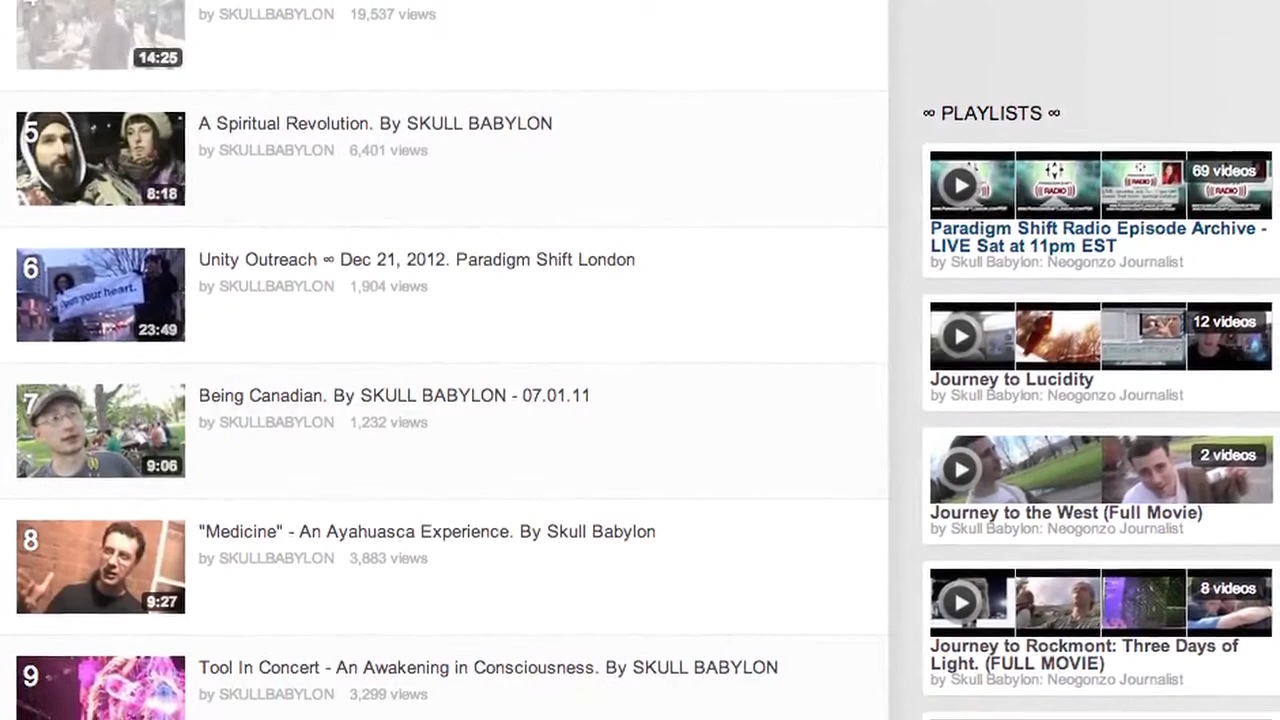 by SKULLBABYLON 19,537 views
14:25
5
A Spiritual Revolution. By SKULL BABYLON
by SKULLBABYLON 6,401 views
8:18
6
Unity Outreach ∞ Dec 21, 2012. Paradigm Shift London
by SKULLBABYLON 1,904 views
your heart.
23:49
7
Being Canadian. By SKULL BABYLON - 07.01.11
by SKULLBABYLON 1,232 views
9:06
8
"Medicine" - An Ayahuasca Experience. By Skull Babylon
by SKULLBABYLON 3,883 views
9:27
9
Tool In Concert - An Awakening in Consciousness. By SKULL BABYLON
by SKULLBABYLON 3,299 views
∞ PLAYLISTS ∞
69 videos
RADIO RADIO RADIO RADIO
Paradigm Shift Radio Episode Archive -
LIVE Sat at 11pm EST
by Skull Babylon: Neogonzo Journalist
12 videos
Journey to Lucidity
by Skull Babylon: Neogonzo Journalist
2 videos
Journey to the West (Full Movie)
by Skull Babylon: Neogonzo Journalist
8 videos
Journey to Rockmont: Three Days of
Light. (FULL MOVIE)
by Skull Babylon: Neogonzo Journalist